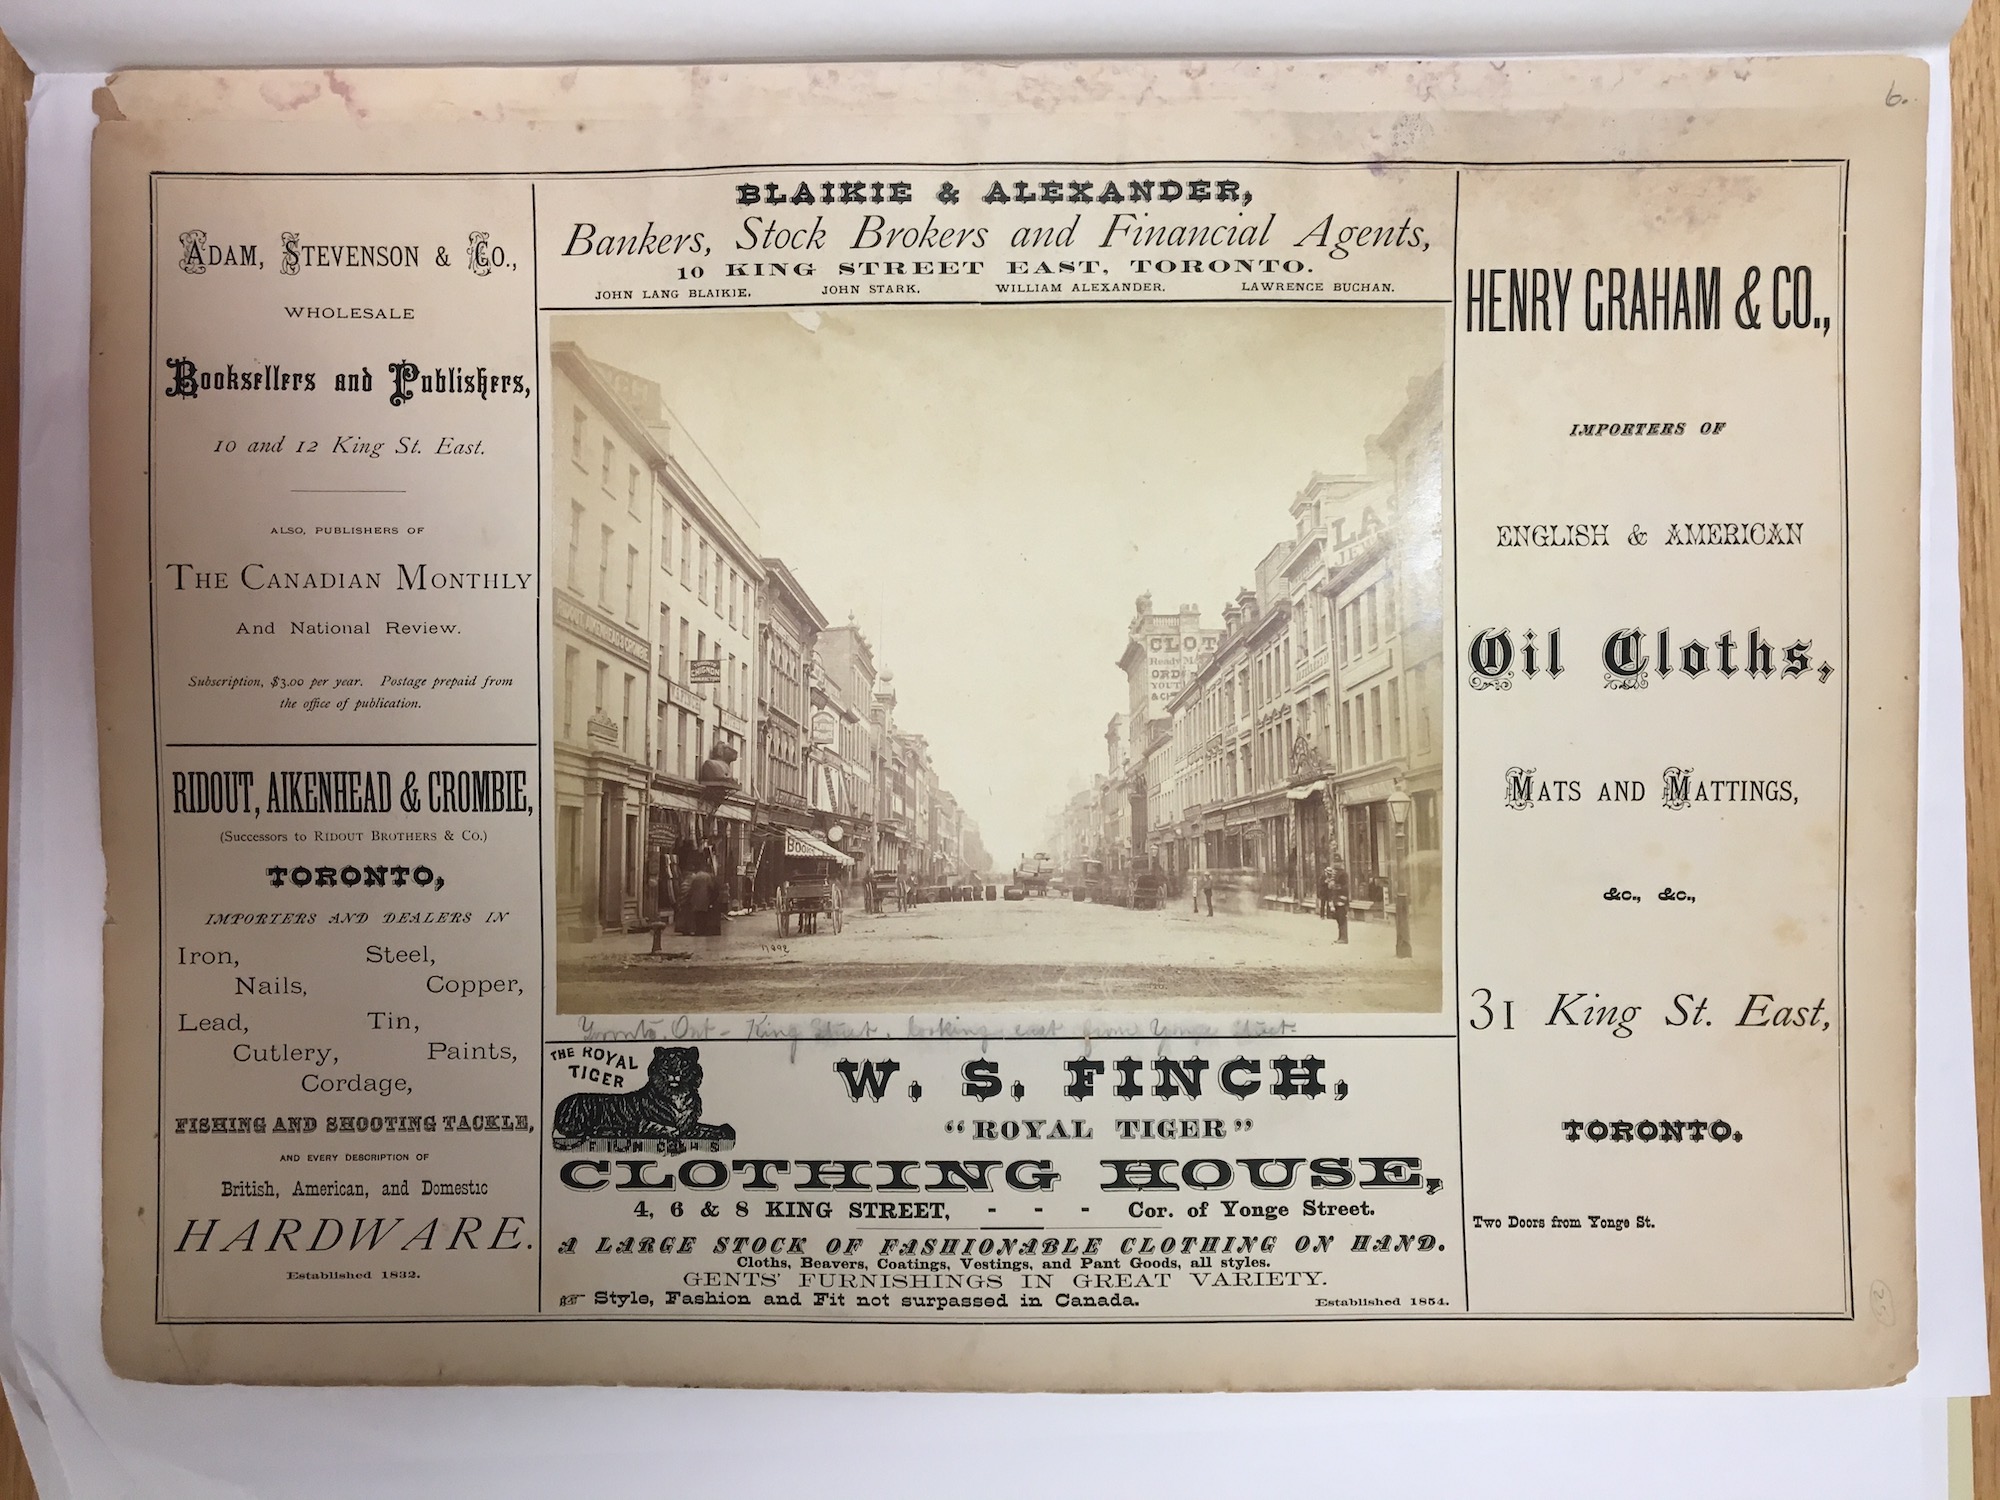 6.
BLAIKIE & ALEXANDER,
Bankers, Stock Brokers and Financial Agents,
10 KING STREET EAST, TORONTO.
JOHN LANG BLAIKIE. JOHN STARK. WILLIAM ALEXANDER. LAWRENCE BUCHAN.
ADAM, STEVENSON & CO.,
WHOLESALE
Booksellers and Publishers,
10 and 12 King St. East.
ALSO, PUBLISHERS OF
THE CANADIAN MONTHLY
And National Review.
Subscription, $3.00 per year. Postage prepaid from
the office of publication.
RIDOUT, AIKENHEAD & CROMBIE,
(Successors to RIDOUT BROTHERS & CO.)
TORONTO,
IMPORTERS AND DEALERS IN
Iron, Steel,
Nails, Copper,
Lead, Tin,
Cutlery, Paints,
Cordage,
FISHING AND SHOOTING TACKLE,
AND EVERY DESCRIPTION OF
British, American, and Domestic
HARDWARE.
Established 1832.
RIDOUT AIKENHEAD & CROMBIE
CLOT
Ready M
ORD
YOUT
& CH
LAS
BOOKS
Toronto, Ont - King Street, looking east from Yonge Street.
THE ROYAL
TIGER
W. S. FINCH,
"ROYAL TIGER"
CLOTHING HOUSE,
4, 6 & 8 KING STREET, - - - Cor. of Yonge Street.
A LARGE STOCK OF FASHIONABLE CLOTHING ON HAND.
Cloths, Beavers, Coatings, Vestings, and Pant Goods, all styles.
GENTS' FURNISHINGS IN GREAT VARIETY.
☞ Style, Fashion and Fit not surpassed in Canada. Established 1854.
HENRY GRAHAM & CO.,
IMPORTERS OF
ENGLISH & AMERICAN
Oil Cloths,
MATS AND MATTINGS,
&c., &c.,
31 King St. East,
TORONTO.
Two Doors from Yonge St.